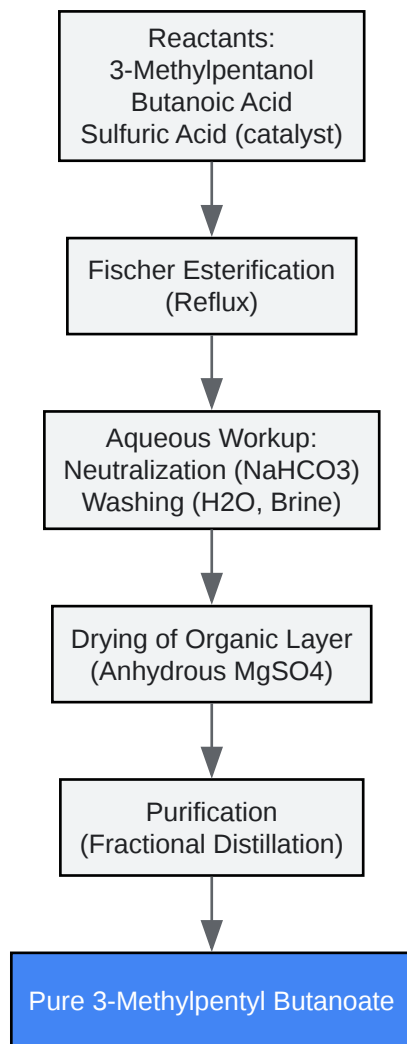 Reactants:
3-Methylpentanol
Butanoic Acid
Sulfuric Acid (catalyst)
Fischer Esterification
(Reflux)
Aqueous Workup:
Neutralization (NaHCO3)
Washing (H2O, Brine)
Drying of Organic Layer
(Anhydrous MgSO4)
Purification
(Fractional Distillation)
Pure 3-Methylpentyl Butanoate